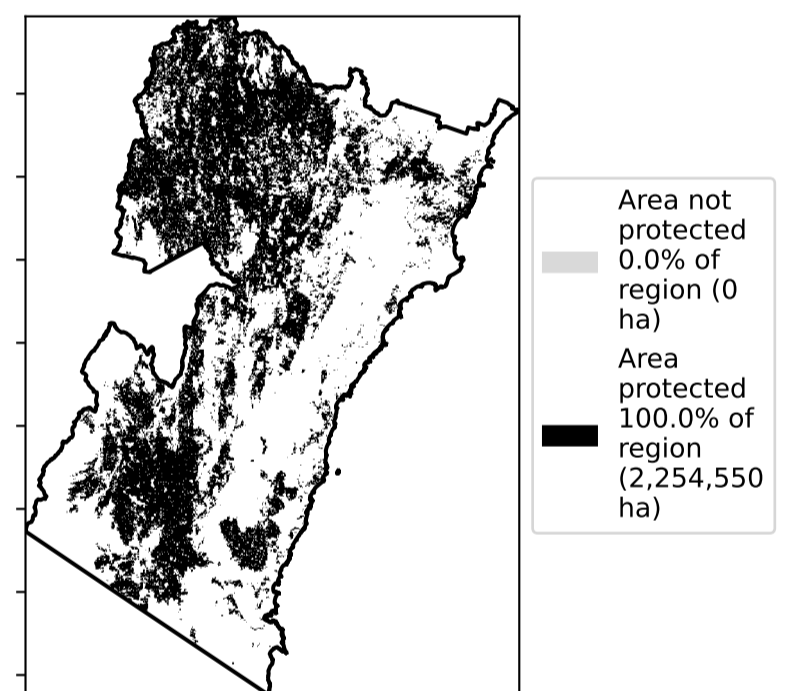 Area not
protected
0.0% of
region (0
ha)
Area
protected
100.0% of
region
(2,254,550
ha)